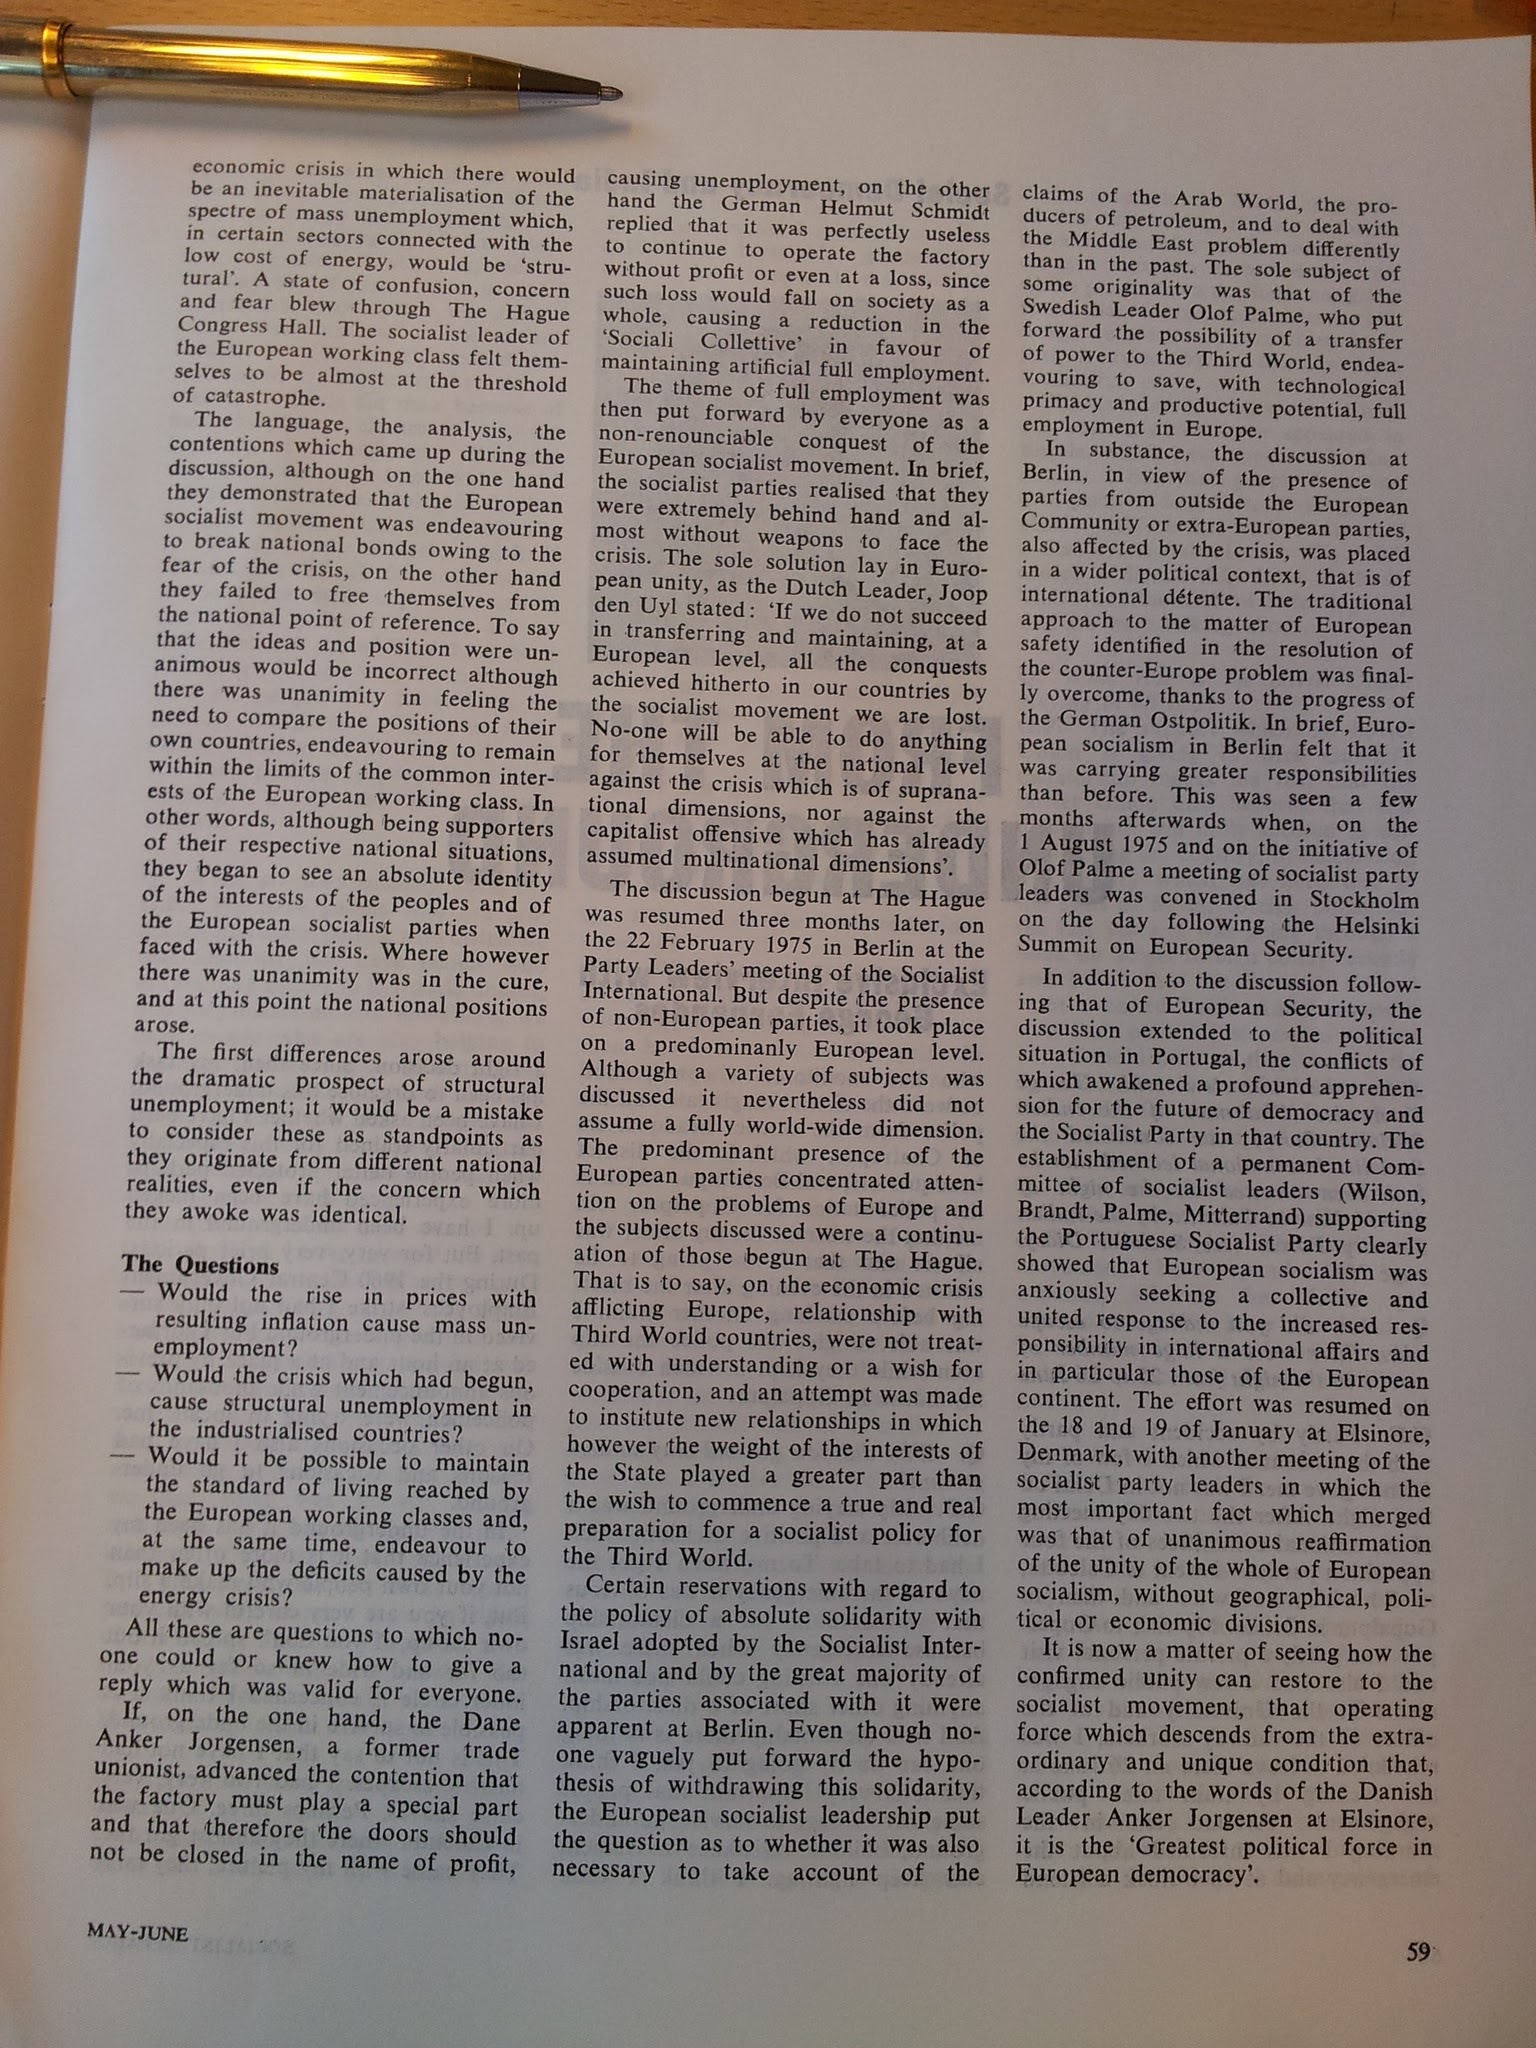 economic crisis in which there would
be an inevitable materialisation of the
spectre of mass unemployment which,
in certain sectors connected with the
low cost of energy, would be ‘stru-
tural’. A state of confusion, concern
and fear blew through The Hague
Congress Hall. The socialist leader of
the European working class felt them-
selves to be almost at the threshold
of catastrophe.
The language, the analysis, the
contentions which came up during the
discussion, although on the one hand
they demonstrated that the European
socialist movement was endeavouring
to break national bonds owing to the
fear of the crisis, on the other hand
they failed to free themselves from
the national point of reference. To say
that the ideas and position were un-
animous would be incorrect although
there was unanimity in feeling the
need to compare the positions of their
own countries, endeavouring to remain
within the limits of the common inter-
ests of the European working class. In
other words, although being supporters
of their respective national situations,
they began to see an absolute identity
of the interests of the peoples and of
the European socialist parties when
faced with the crisis. Where however
there was unanimity was in the cure,
and at this point the national positions
arose.
The first differences arose around
the dramatic prospect of structural
unemployment; it would be a mistake
to consider these as standpoints as
they originate from different national
realities, even if the concern which
they awoke was identical.
The Questions
— Would the rise in prices with
resulting inflation cause mass un-
employment?
— Would the crisis which had begun,
cause structural unemployment in
the industrialised countries?
— Would it be possible to maintain
the standard of living reached by
the European working classes and,
at the same time, endeavour to
make up the deficits caused by the
energy crisis?
All these are questions to which no-
one could or knew how to give a
reply which was valid for everyone.
If, on the one hand, the Dane
Anker Jorgensen, a former trade
unionist, advanced the contention that
the factory must play a special part
and that therefore the doors should
not be closed in the name of profit,
causing unemployment, on the other
hand the German Helmut Schmidt
replied that it was perfectly useless
to continue to operate the factory
without profit or even at a loss, since
such loss would fall on society as a
whole, causing a reduction in the
‘Sociali Collettive’ in favour of
maintaining artificial full employment.
The theme of full employment was
then put forward by everyone as a
non-renounciable conquest of the
European socialist movement. In brief,
the socialist parties realised that they
were extremely behind hand and al-
most without weapons to face the
crisis. The sole solution lay in Euro-
pean unity, as the Dutch Leader, Joop
den Uyl stated: ‘If we do not succeed
in transferring and maintaining, at a
European level, all the conquests
achieved hitherto in our countries by
the socialist movement we are lost.
No-one will be able to do anything
for themselves at the national level
against the crisis which is of suprana-
tional dimensions, nor against the
capitalist offensive which has already
assumed multinational dimensions’.
The discussion begun at The Hague
was resumed three months later, on
the 22 February 1975 in Berlin at the
Party Leaders’ meeting of the Socialist
International. But despite the presence
of non-European parties, it took place
on a predominanly European level.
Although a variety of subjects was
discussed it nevertheless did not
assume a fully world-wide dimension.
The predominant presence of the
European parties concentrated atten-
tion on the problems of Europe and
the subjects discussed were a continu-
ation of those begun at The Hague.
That is to say, on the economic crisis
afflicting Europe, relationship with
Third World countries, were not treat-
ed with understanding or a wish for
cooperation, and an attempt was made
to institute new relationships in which
however the weight of the interests of
the State played a greater part than
the wish to commence a true and real
preparation for a socialist policy for
the Third World.
Certain reservations with regard to
the policy of absolute solidarity with
Israel adopted by the Socialist Inter-
national and by the great majority of
the parties associated with it were
apparent at Berlin. Even though no-
one vaguely put forward the hypo-
thesis of withdrawing this solidarity,
the European socialist leadership put
the question as to whether it was also
necessary to take account of the
claims of the Arab World, the pro-
ducers of petroleum, and to deal with
the Middle East problem differently
than in the past. The sole subject of
some originality was that of the
Swedish Leader Olof Palme, who put
forward the possibility of a transfer
of power to the Third World, endea-
vouring to save, with technological
primacy and productive potential, full
employment in Europe.
In substance, the discussion at
Berlin, in view of the presence of
parties from outside the European
Community or extra-European parties,
also affected by the crisis, was placed
in a wider political context, that is of
international détente. The traditional
approach to the matter of European
safety identified in the resolution of
the counter-Europe problem was final-
ly overcome, thanks to the progress of
the German Ostpolitik. In brief, Euro-
pean socialism in Berlin felt that it
was carrying greater responsibilities
than before. This was seen a few
months afterwards when, on the
1 August 1975 and on the initiative of
Olof Palme a meeting of socialist party
leaders was convened in Stockholm
on the day following the Helsinki
Summit on European Security.
In addition to the discussion follow-
ing that of European Security, the
discussion extended to the political
situation in Portugal, the conflicts of
which awakened a profound apprehen-
sion for the future of democracy and
the Socialist Party in that country. The
establishment of a permanent Com-
mittee of socialist leaders (Wilson,
Brandt, Palme, Mitterrand) supporting
the Portuguese Socialist Party clearly
showed that European socialism was
anxiously seeking a collective and
united response to the increased res-
ponsibility in international affairs and
in particular those of the European
continent. The effort was resumed on
the 18 and 19 of January at Elsinore,
Denmark, with another meeting of the
socialist party leaders in which the
most important fact which merged
was that of unanimous reaffirmation
of the unity of the whole of European
socialism, without geographical, poli-
tical or economic divisions.
It is now a matter of seeing how the
confirmed unity can restore to the
socialist movement, that operating
force which descends from the extra-
ordinary and unique condition that,
according to the words of the Danish
Leader Anker Jorgensen at Elsinore,
it is the ‘Greatest political force in
European democracy’.
MAY-JUNE
59